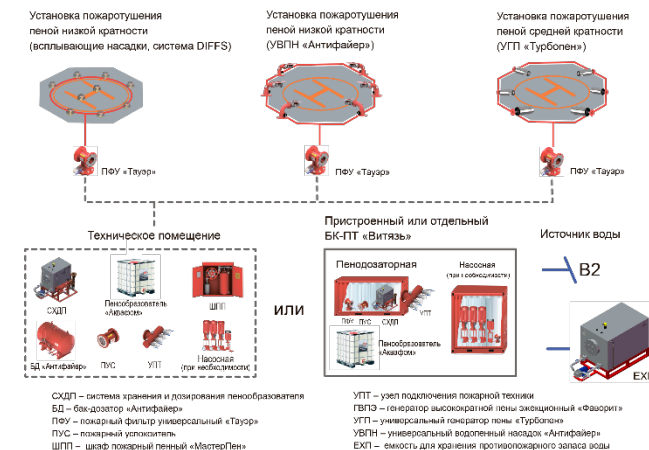 Установка пожаротушения
пеной низкой кратности
(всплывающие насадки, система DIFFS)
Установка пожаротушения
пеной низкой кратности
(УВПН «Антифайер»)
Установка пожаротушения
пеной средней кратности
(УГП «Турбопен»)
ПФУ «Тауэр»
ПФУ «Тауэр»
ПФУ «Тауэр»
Техническое помещение
СХДП
Пенообразователь
«Аквафом»
ШПП
БД «Антифайер»
ПУС
УПТ
Насосная
(при необходимости)
или
Пристроенный или отдельный
БК-ПТ «Витязь»
Пенодозаторная
Насосная
(при необходимости)
ПФУ
ПУС
СХДП
УПТ
Пенообразователь
«Аквафом»
Источник воды
В2
ЕХП
СХДП – система хранения и дозирования пенообразователя
БД – бак-дозатор «Антифайер»
ПФУ – пожарный фильтр универсальный «Тауэр»
ПУС – пожарный успокоитель
ШПП – шкаф пожарный пенный «МастерПен»
УПТ – узел подключения пожарной техники
ГВПЭ – генератор высокократной пены эжекционный «Фаворит»
УГП – универсальный генератор пены «Турбопен»
УВПН – универсальный водопенный насадок «Антифайер»
ЕХП – емкость для хранения противопожарного запаса воды